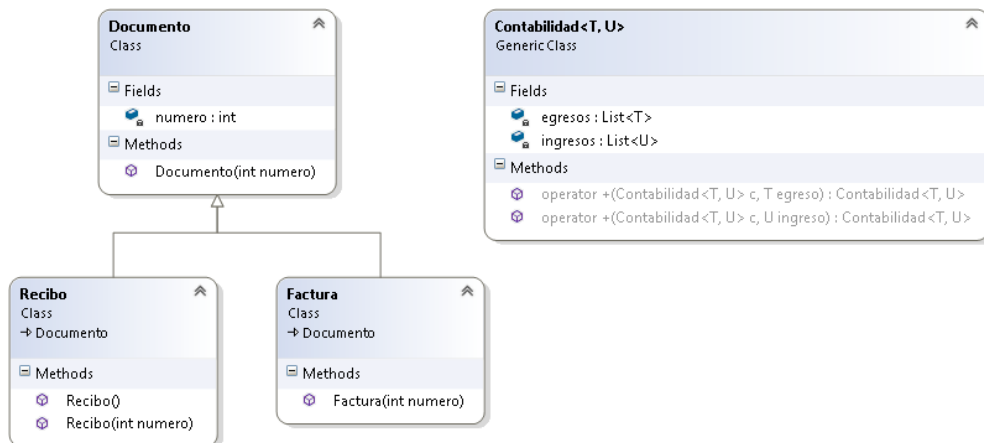 Documento
Class
Fields
numero : int
Methods
Documento(int numero)
Contabilidad<T, U>
Generic Class
Fields
egresos : List<T>
ingresos : List<U>
Methods
operator +(Contabilidad<T, U> c, T egreso) : Contabilidad<T, U>
operator +(Contabilidad<T, U> c, U ingreso) : Contabilidad<T, U>
Recibo
Class
Documento
Methods
Recibo()
Recibo(int numero)
Factura
Class
Documento
Methods
Factura(int numero)